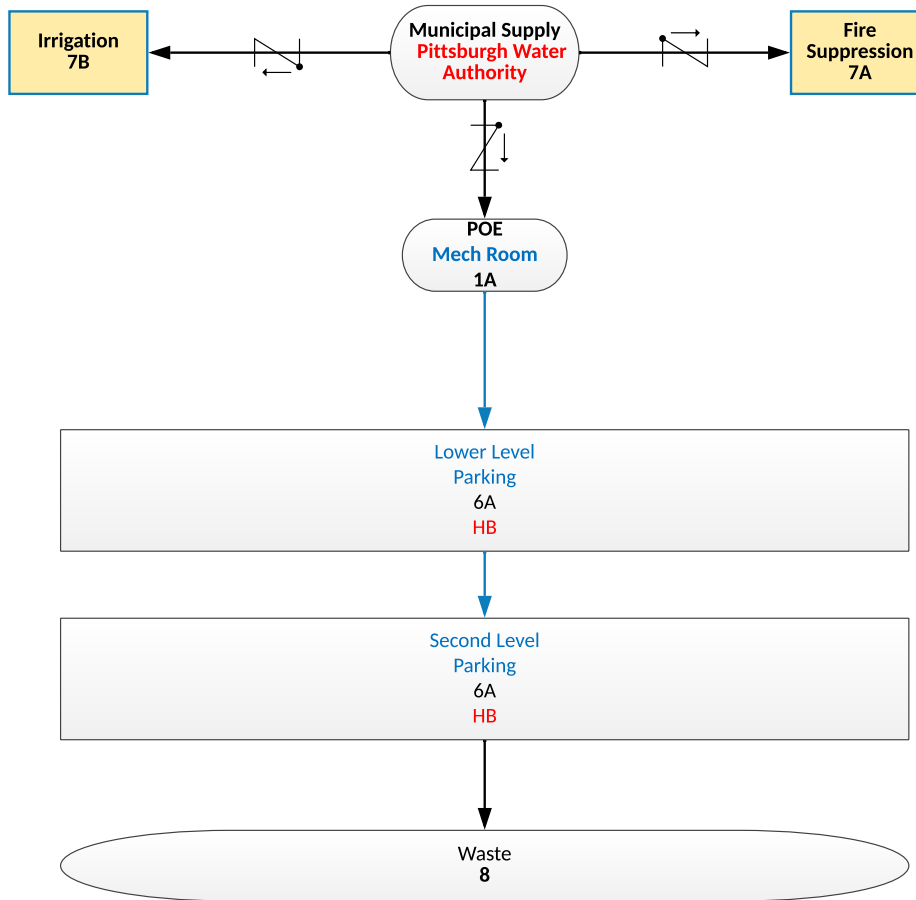 Irrigation
7B
Municipal Supply
Pittsburgh Water
Authority
Fire
Suppression
7A
POE
Mech Room
1A
Lower Level
Parking
6A
HB
Second Level
Parking
6A
HB
Waste
8